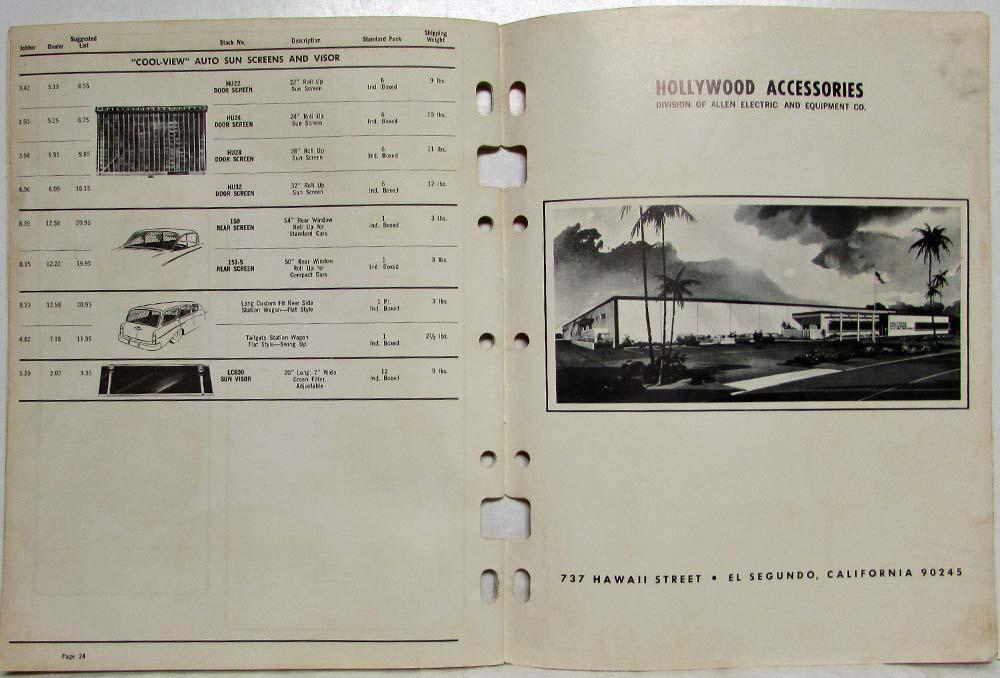 Jobber Dealer Suggested List Stock No. Description Standard Pack Shipping Weight
"COOL-VIEW" AUTO SUN SCREENS AND VISOR
3.42 5.13 8.55 HU22 DOOR SCREEN 22" Roll Up Sun Screen 6 Ind. Boxed 9 lbs.
3.50 5.25 8.75 HU24 DOOR SCREEN 24" Roll Up Sun Screen 6 Ind. Boxed 10 lbs.
3.94 5.91 9.85 HU28 DOOR SCREEN 28" Roll Up Sun Screen 6 Ind. Boxed 11 lbs.
4.06 6.09 10.15 HU32 DOOR SCREEN 32" Roll Up Sun Screen 6 Ind. Boxed 12 lbs.
8.39 12.58 20.95 150 REAR SCREEN 54" Rear Window Roll Up for Standard Cars 1 Ind. Boxed 3 lbs.
8.15 12.22 19.95 REAR SCREEN 50" Rear Window Roll Up for Compact Cars 1 Ind. Boxed 3 lbs.
8.39 12.58 20.95 Long Custom Fit Rear Side Station Wagon—Flat Style 1 Pr. Ind. Boxed 3 lbs.
4.82 7.18 11.95 Tailgate Station Wagon Flat Style—Swing Up 1 Ind. Boxed 2½ lbs.
1.39 2.02 3.35 LC800 SUN VISOR 20" Long, 7" Wide Green Filter, Adjustable 12 Ind. Boxed 9 lbs.
Page 24
HOLLYWOOD ACCESSORIES
DIVISION OF ALLEN ELECTRIC AND EQUIPMENT CO.
737 HAWAII STREET • EL SEGUNDO, CALIFORNIA 90245